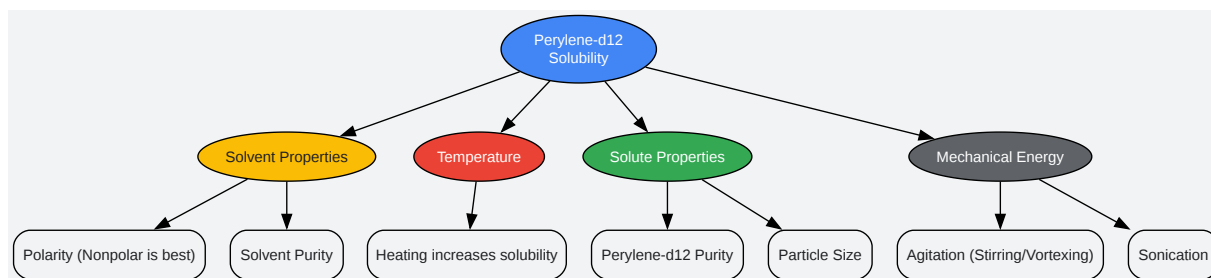 Perylene-d12
Solubility
Solvent Properties
Temperature
Solute Properties
Mechanical Energy
Polarity (Nonpolar is best)
Solvent Purity
Heating increases solubility
Perylene-d12 Purity
Particle Size
Agitation (Stirring/Vortexing)
Sonication